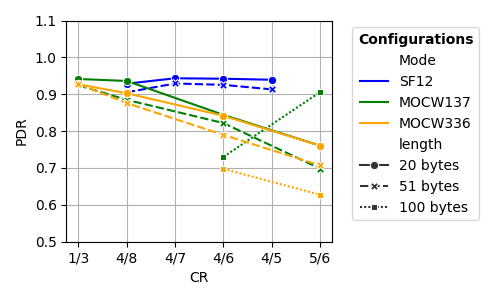 1.1
1.0
0.9
0.8
0.7
0.6
0.5
PDR
1/3 4/8 4/7 4/6 4/5 5/6
CR
Configurations
Mode
SF12
MOCW137
MOCW336
length
20 bytes
51 bytes
100 bytes